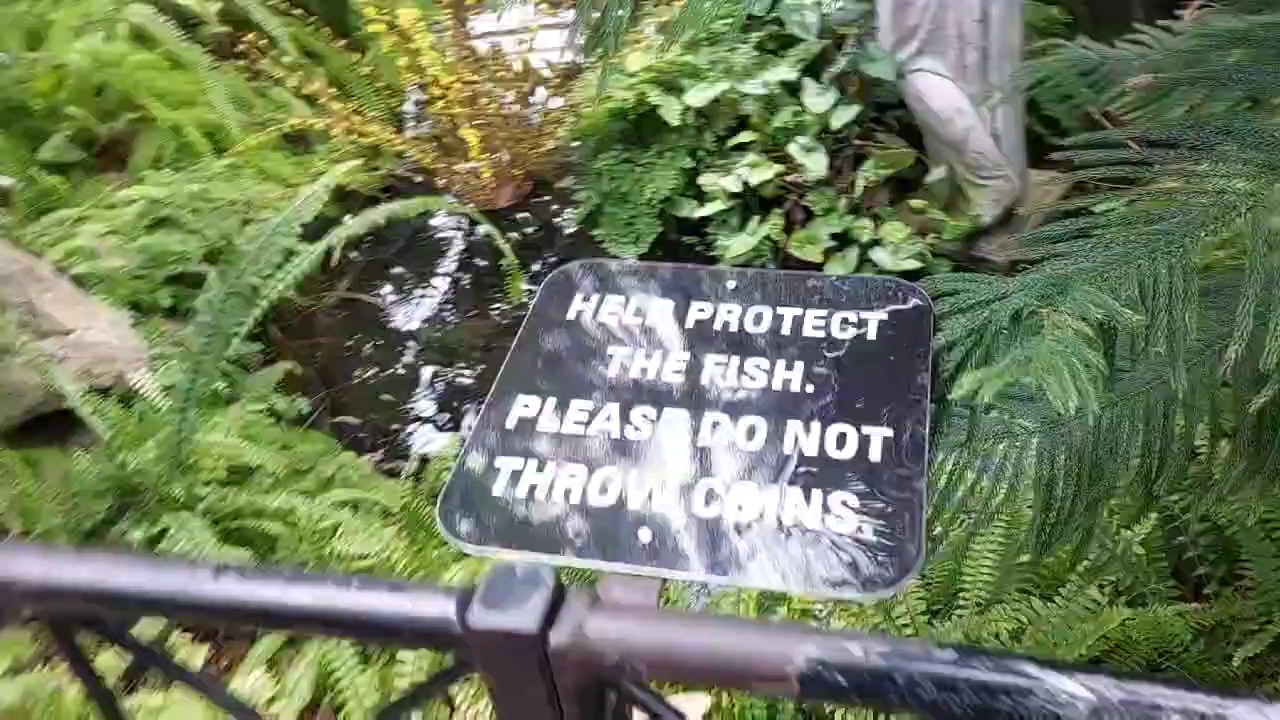 HELP PROTECT
THE FISH.
PLEASE DO NOT
THROW COINS.